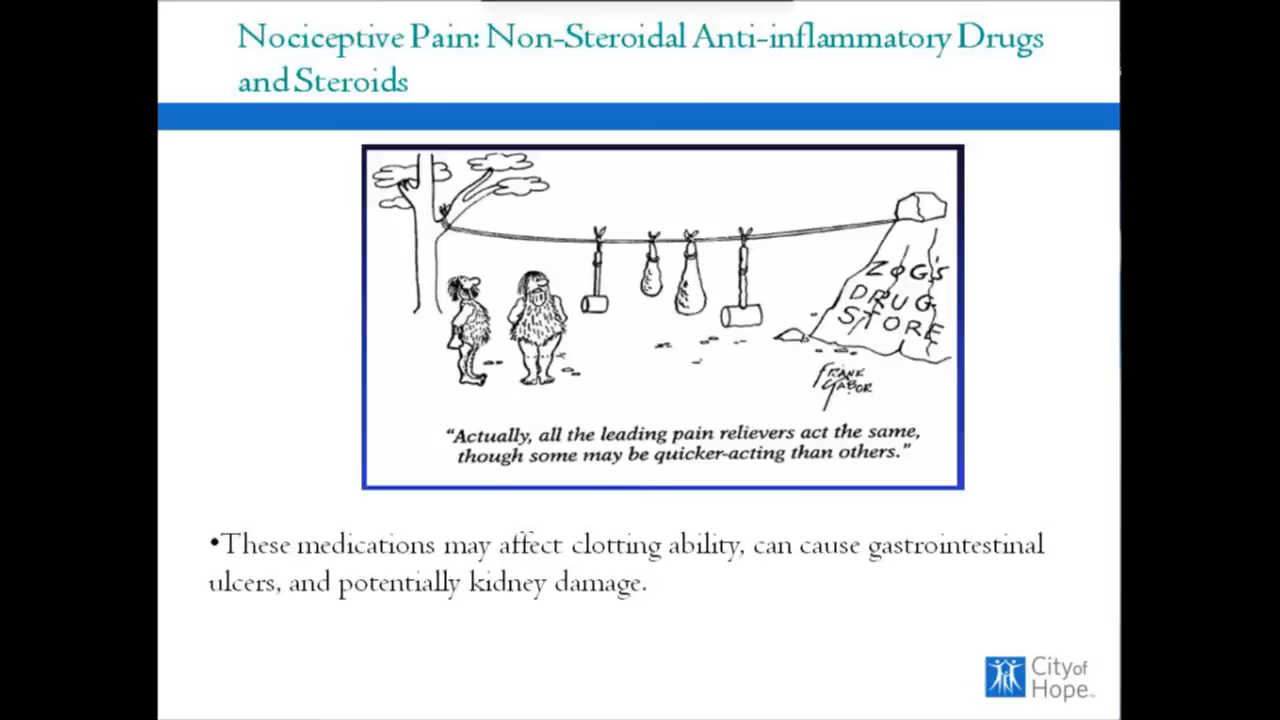 Nociceptive Pain: Non-Steroidal Anti-inflammatory Drugs
and Steroids
ZOG'S
DRUG
STORE
FRANK
GABOR
"Actually, all the leading pain relievers act the same,
though some may be quicker-acting than others."
•These medications may affect clotting ability, can cause gastrointestinal
ulcers, and potentially kidney damage.
City of
Hope™